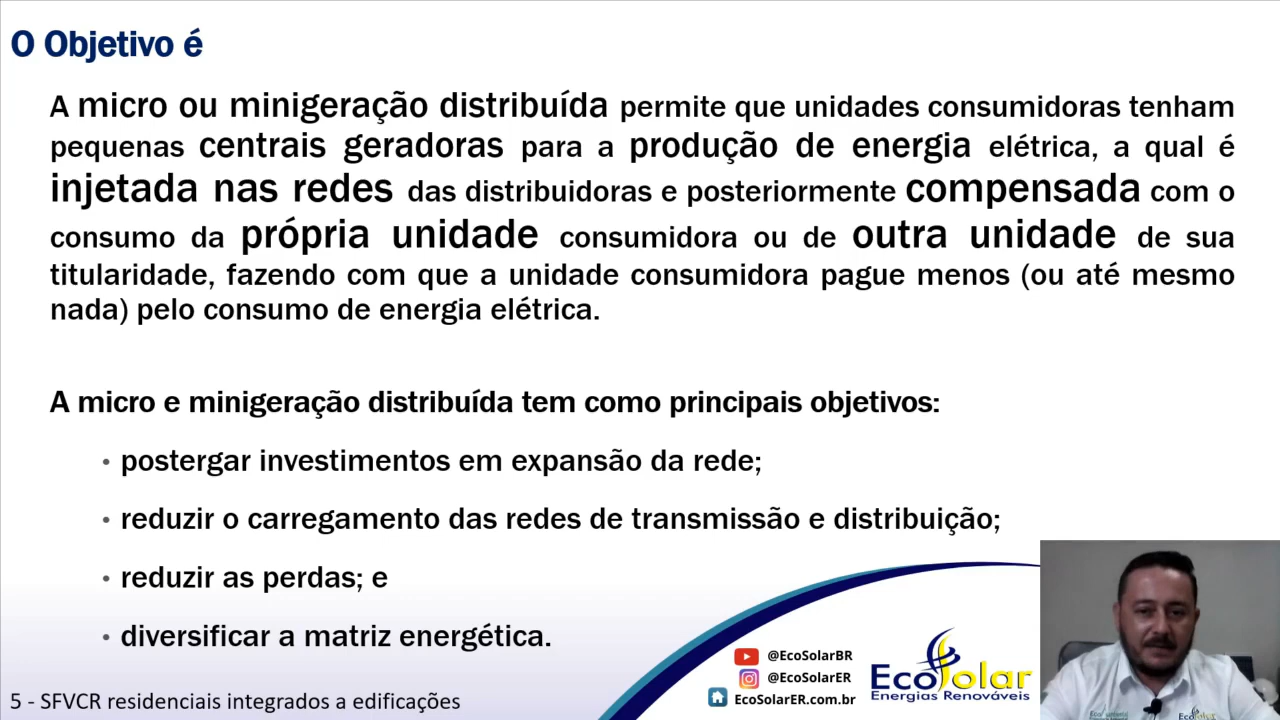 O Objetivo é
A micro ou minigeração distribuída permite que unidades consumidoras tenham
pequenas centrais geradoras para a produção de energia elétrica, a qual é
injetada nas redes das distribuidoras e posteriormente compensada com o
consumo da própria unidade consumidora ou de outra unidade de sua
titularidade, fazendo com que a unidade consumidora pague menos (ou até mesmo
nada) pelo consumo de energia elétrica.
A micro e minigeração distribuída tem como principais objetivos:
• postergar investimentos em expansão da rede;
• reduzir o carregamento das redes de transmissão e distribuição;
• reduzir as perdas; e
• diversificar a matriz energética.
@EcoSolarBR
@EcoSolarER
EcoSolarER.com.br
EcoSolar
Energias Renováveis
5 - SFVCR residenciais integrados a edificações